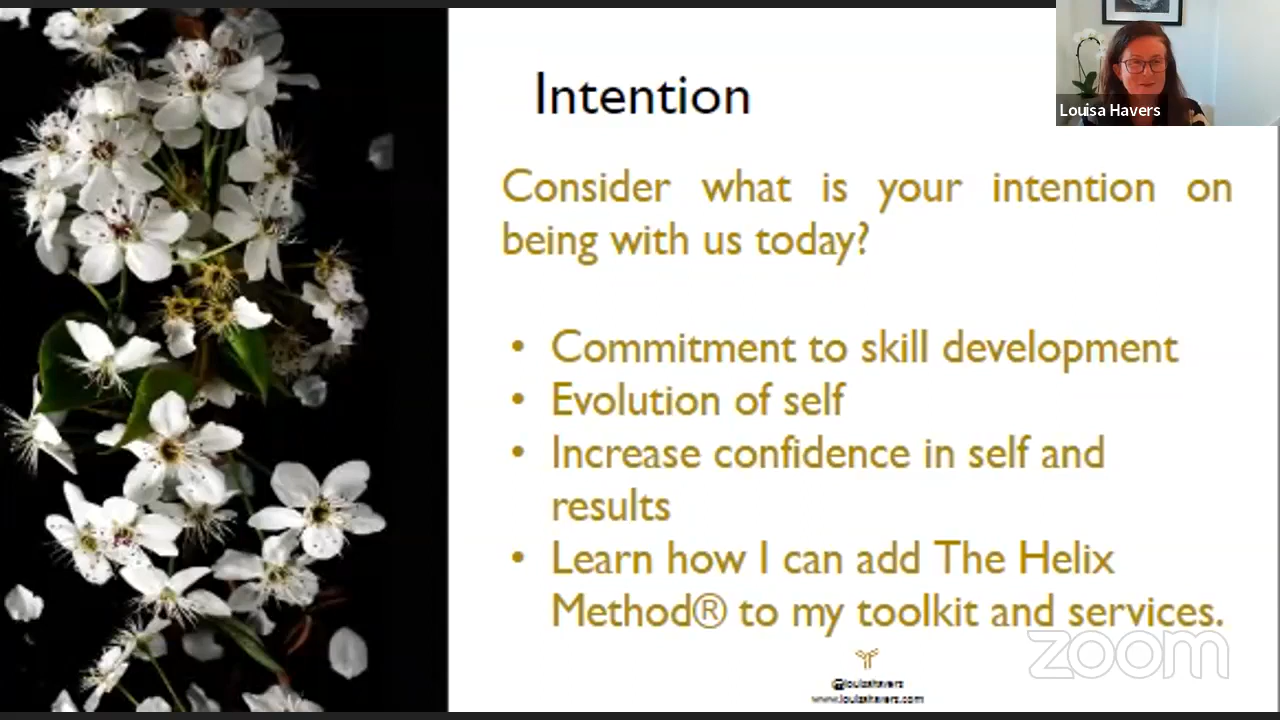 Intention
Louisa Havers
Consider what is your intention on
being with us today?
• Commitment to skill development
• Evolution of self
• Increase confidence in self and
results
• Learn how I can add The Helix
Method® to my toolkit and services.
zoom
@louisahavers
www.louisahavers.com